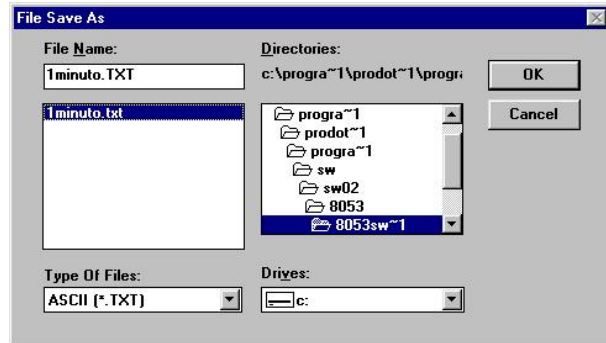 File Save As
File Name:
1minuto.TXT
1minuto.txt
Directories:
c:\progra~1\prodot~1\progra
progra~1
prodot~1
progra~1
sw
sw02
8053
8053sw~1
OK
Cancel
Type Of Files:
ASCII (*.TXT)
Drives:
c: